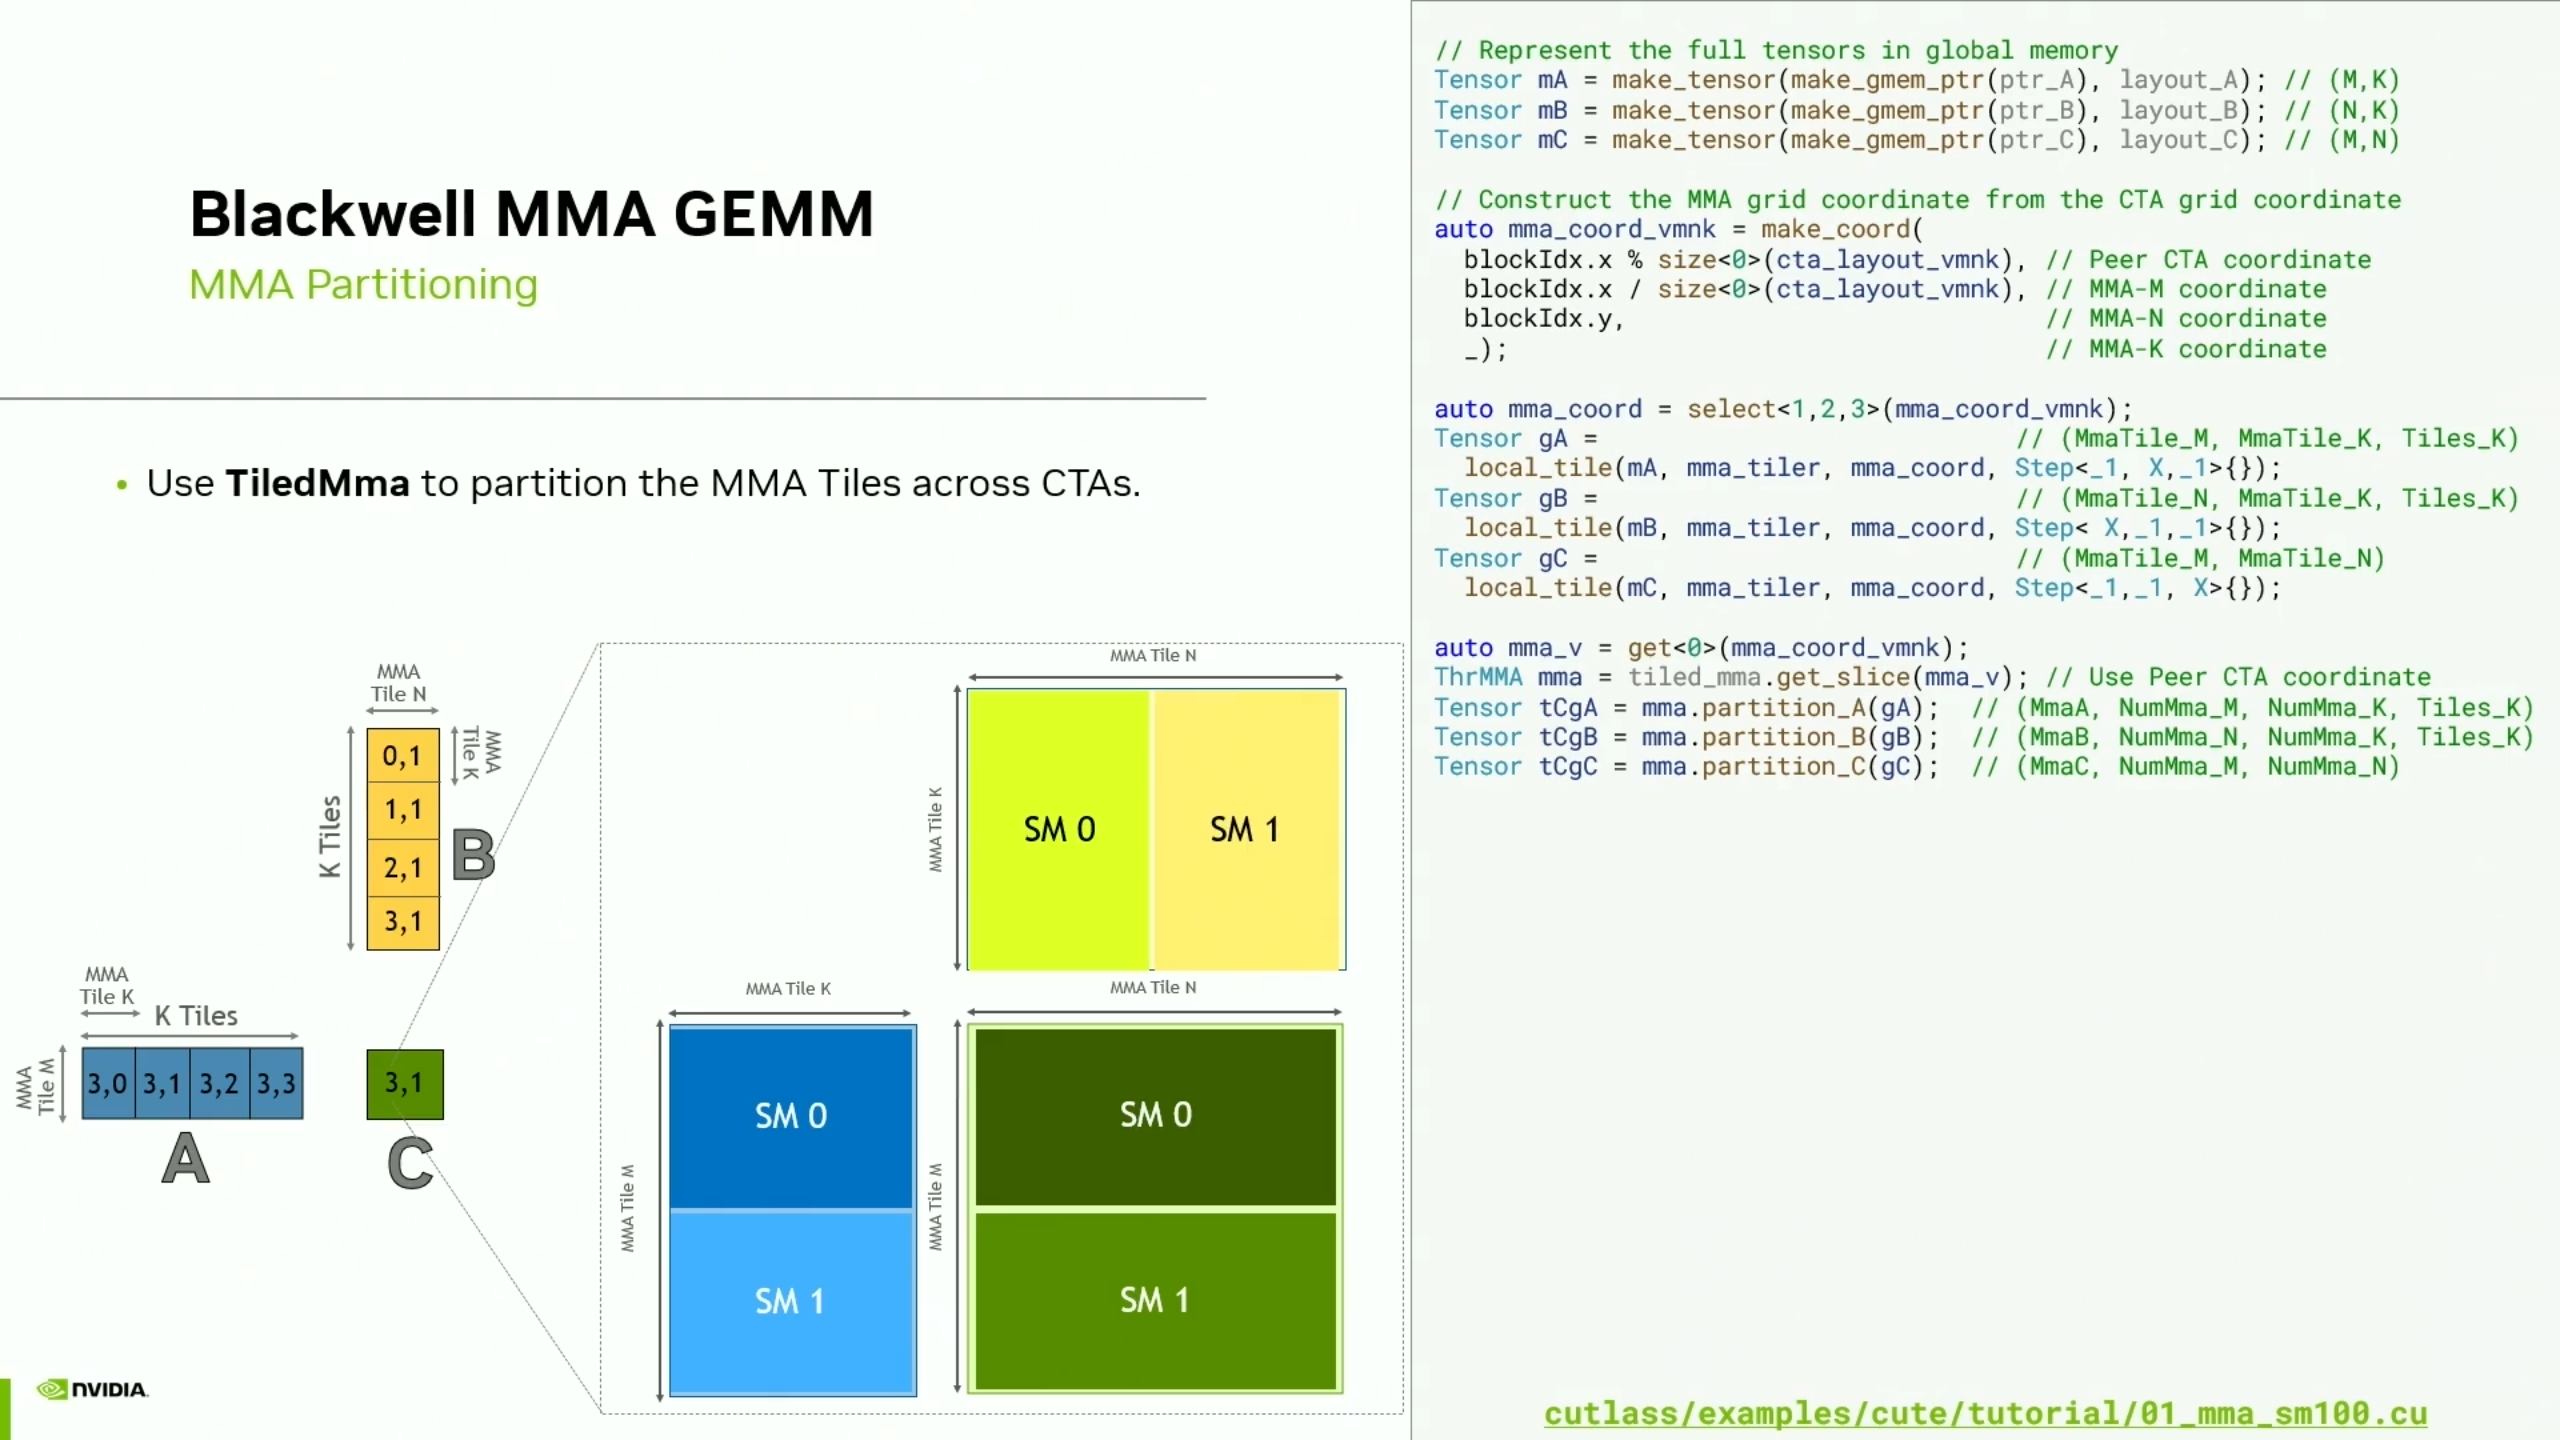 Blackwell MMA GEMM
MMA Partitioning
• Use TiledMma to partition the MMA Tiles across CTAs.
MMA
Tile N
0,1
1,1
2,1
3,1
MMA
Tile K
K Tiles
B
MMA
Tile K
K Tiles
MMA
Tile M
3,0 3,1 3,2 3,3
A
3,1
C
MMA Tile N
MMA Tile K
SM 0 SM 1
MMA Tile K
MMA Tile N
MMA Tile M
SM 0
SM 1
MMA Tile M
SM 0
SM 1
NVIDIA.
// Represent the full tensors in global memory
Tensor mA = make_tensor(make_gmem_ptr(ptr_A), layout_A); // (M,K)
Tensor mB = make_tensor(make_gmem_ptr(ptr_B), layout_B); // (N,K)
Tensor mC = make_tensor(make_gmem_ptr(ptr_C), layout_C); // (M,N)
// Construct the MMA grid coordinate from the CTA grid coordinate
auto mma_coord_vmnk = make_coord(
  blockIdx.x % size<0>(cta_layout_vmnk), // Peer CTA coordinate
  blockIdx.x / size<0>(cta_layout_vmnk), // MMA-M coordinate
  blockIdx.y,                            // MMA-N coordinate
  _);                                    // MMA-K coordinate
auto mma_coord = select<1,2,3>(mma_coord_vmnk);
Tensor gA =                            // (MmaTile_M, MmaTile_K, Tiles_K)
  local_tile(mA, mma_tiler, mma_coord, Step<_1, X,_1>{});
Tensor gB =                            // (MmaTile_N, MmaTile_K, Tiles_K)
  local_tile(mB, mma_tiler, mma_coord, Step< X,_1,_1>{});
Tensor gC =                            // (MmaTile_M, MmaTile_N)
  local_tile(mC, mma_tiler, mma_coord, Step<_1,_1, X>{});
auto mma_v = get<0>(mma_coord_vmnk);
ThrMMA mma = tiled_mma.get_slice(mma_v); // Use Peer CTA coordinate
Tensor tCgA = mma.partition_A(gA);  // (MmaA, NumMma_M, NumMma_K, Tiles_K)
Tensor tCgB = mma.partition_B(gB);  // (MmaB, NumMma_N, NumMma_K, Tiles_K)
Tensor tCgC = mma.partition_C(gC);  // (MmaC, NumMma_M, NumMma_N)
cutlass/examples/cute/tutorial/01_mma_sm100.cu